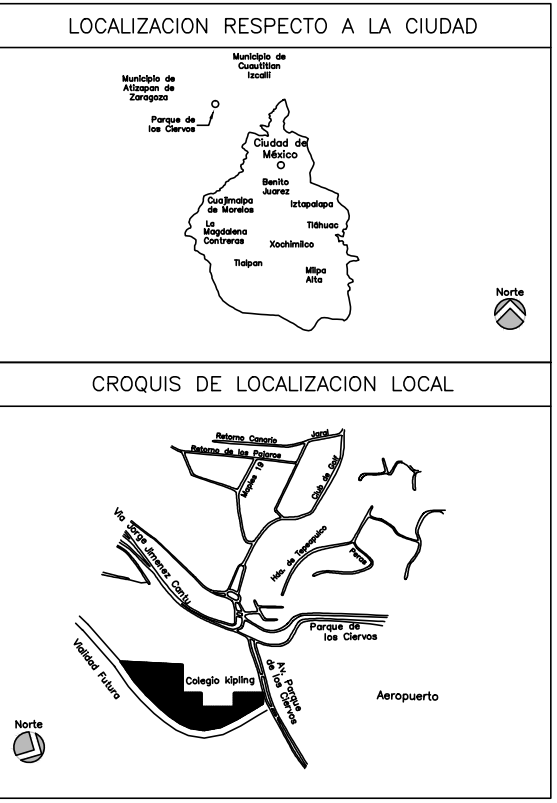 LOCALIZACION RESPECTO A LA CIUDAD
Municipio de
Cuautitlan
Izcalli
Municipio de
Atizapan de
Zaragoza
Parque de
los Ciervos
Ciudad de
México
Benito
Juarez
Cuajimalpa
de Morelos
Iztapalapa
La
Magdalena
Contreras
Tláhuac
Xochimilco
Tlalpan
Milpa
Alta
Norte
CROQUIS DE LOCALIZACION LOCAL
Retorno Canario
Jaral
Retorno de los Pajaros
Maples 19
Club de Golf
Via Jorge Jimenez Cantu
Hda. de Tepeapulco
Peras
Parque de
los Ciervos
Vialidad Futura
Colegio kipling
Av. Parque
de los Ciervos
Aeropuerto
Norte